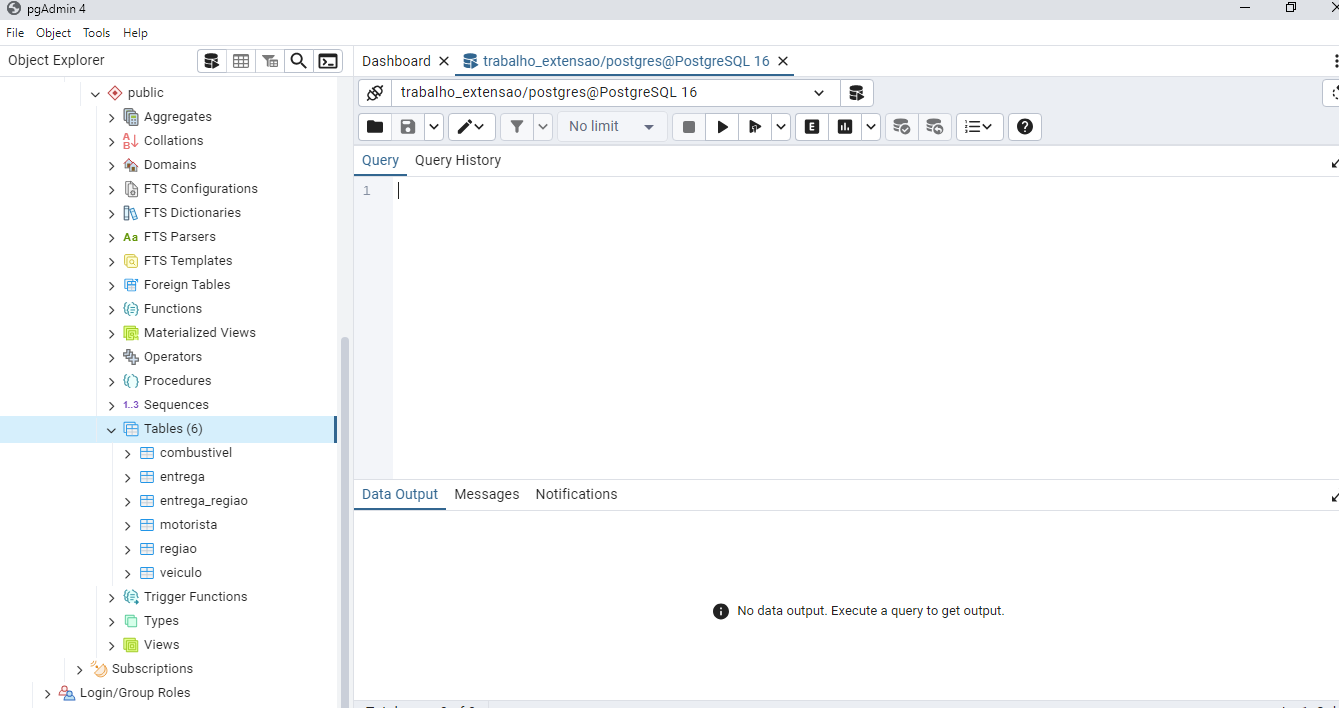 pgAdmin 4
File Object Tools Help
Object Explorer
public
Aggregates
Collations
Domains
FTS Configurations
FTS Dictionaries
Aa FTS Parsers
FTS Templates
Foreign Tables
Functions
Materialized Views
Operators
Procedures
1..3 Sequences
Tables (6)
combustivel
entrega
entrega_regiao
motorista
regiao
veiculo
Trigger Functions
Types
Views
Subscriptions
Login/Group Roles
Dashboard trabalho_extensao/postgres@PostgreSQL 16
trabalho_extensao/postgres@PostgreSQL 16
No limit E
Query Query History
1
Data Output Messages Notifications
No data output. Execute a query to get output.